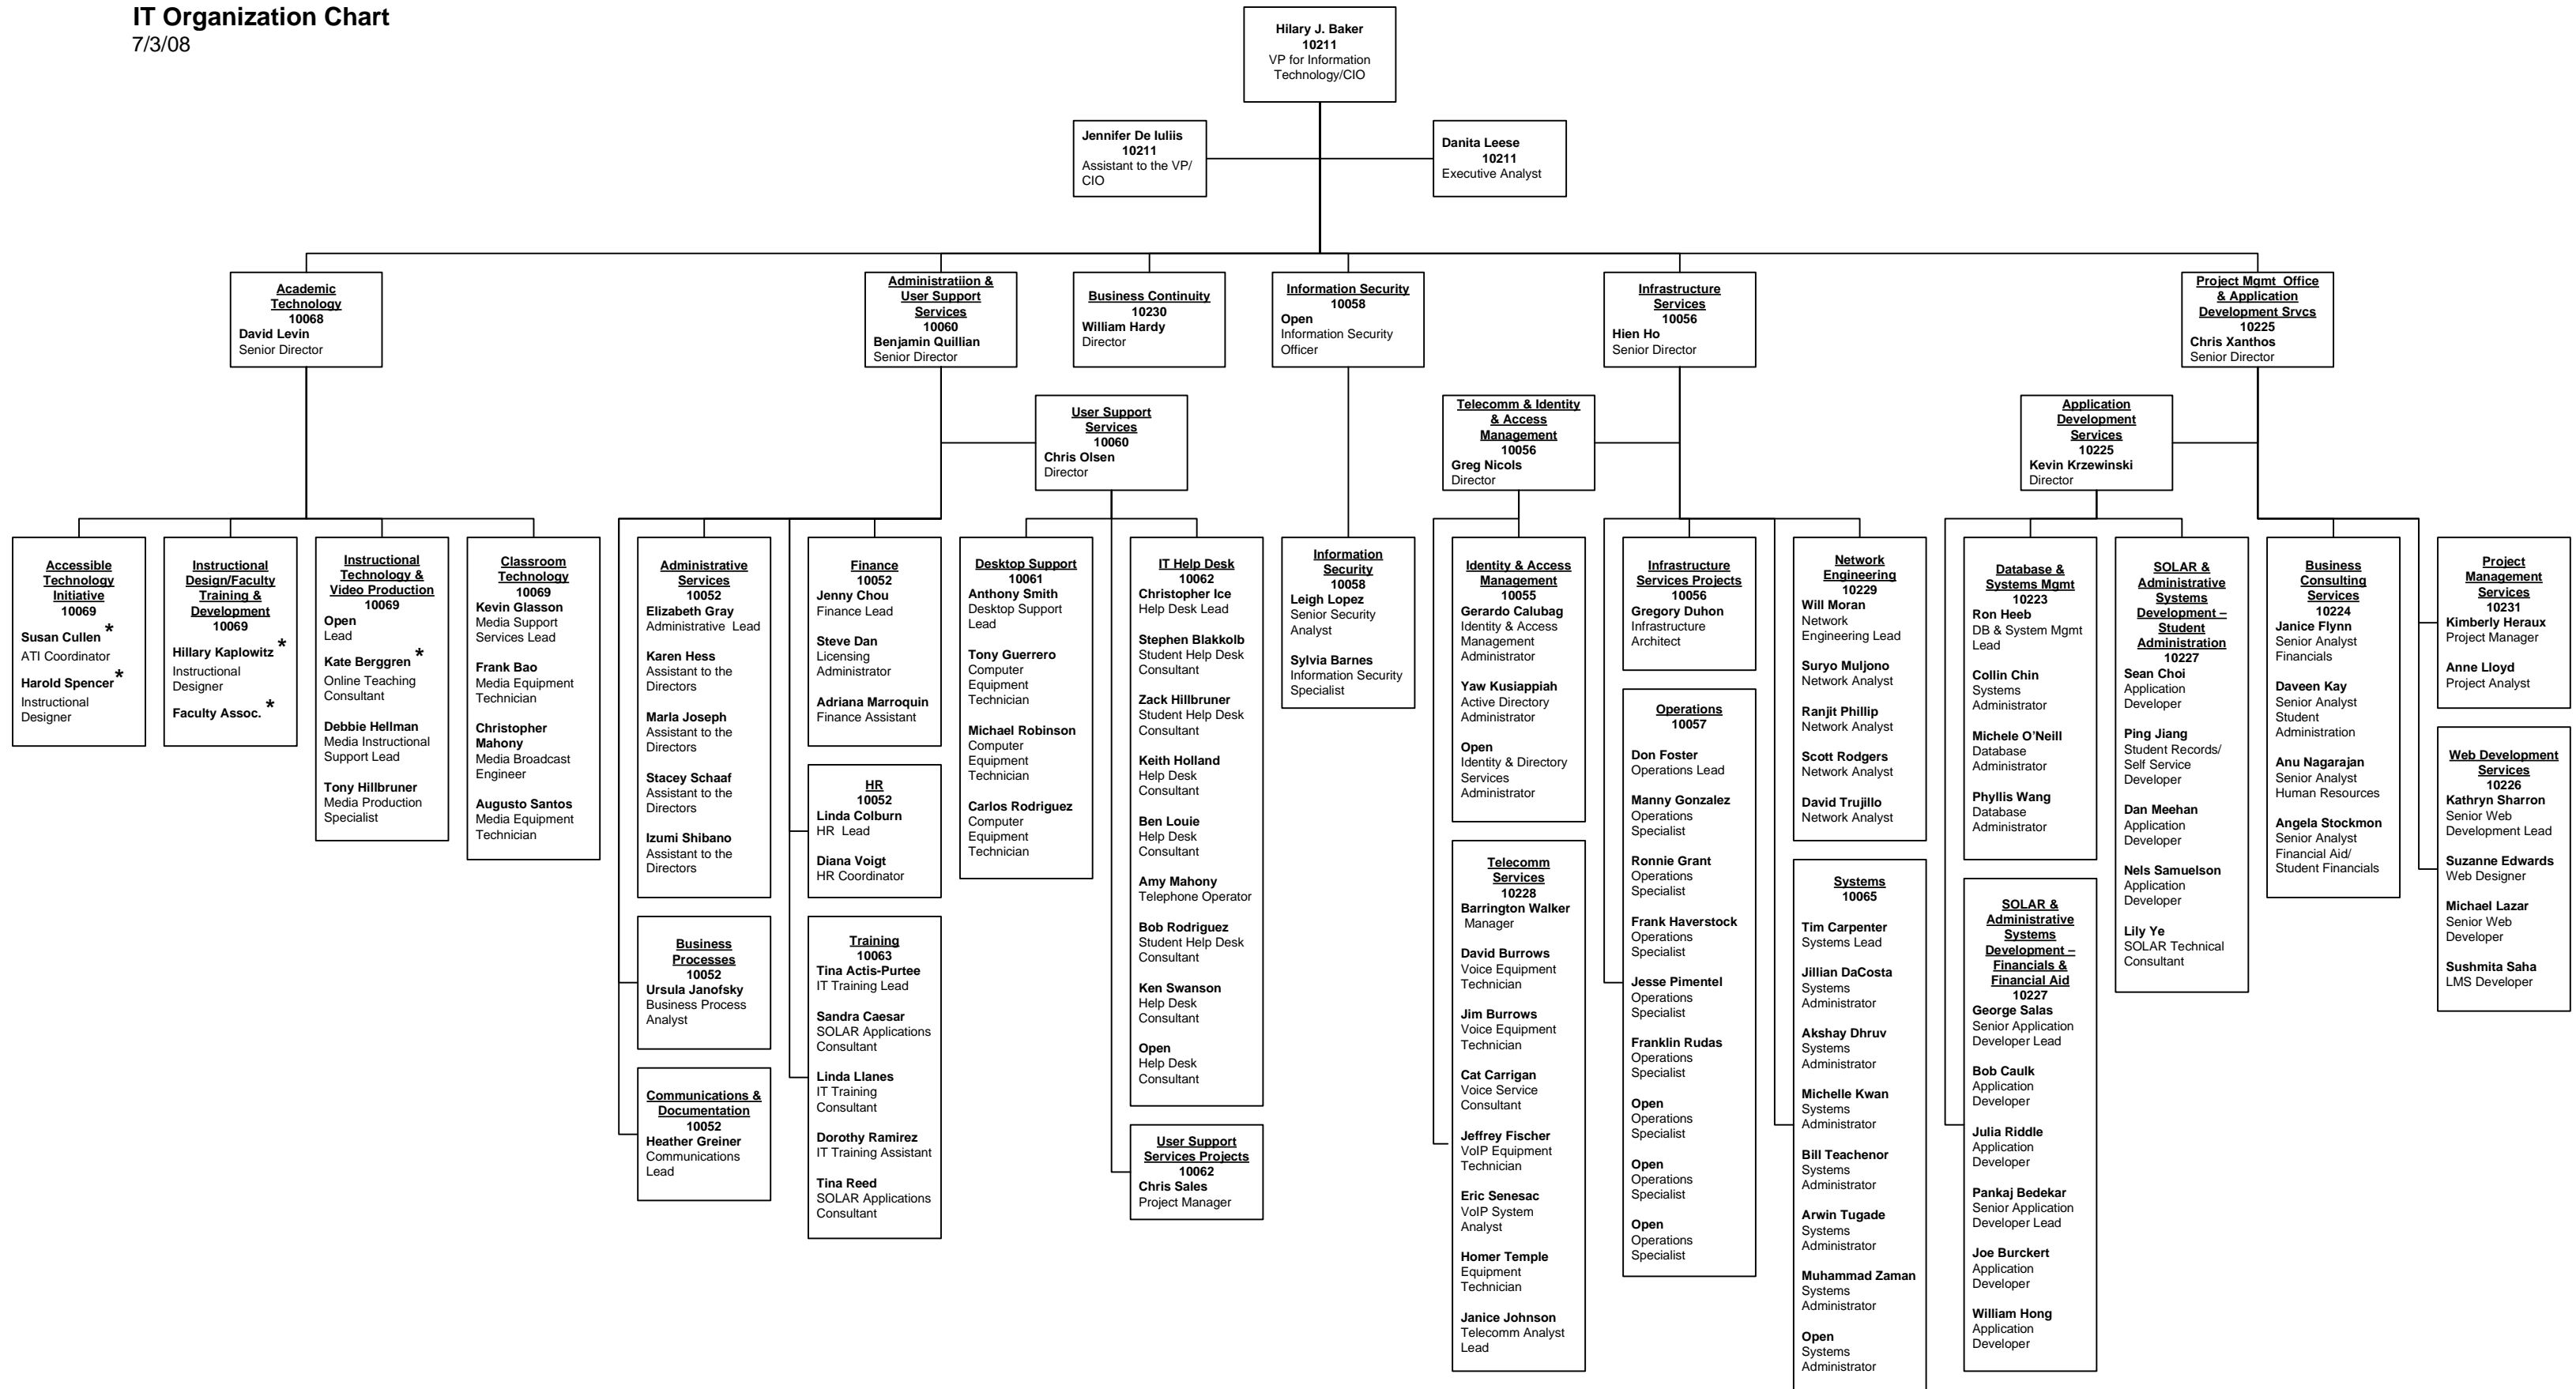 IT Organization Chart
7/3/08
Hilary J. Baker
10211
VP for Information
Technology/CIO
Jennifer De Iuliis
10211
Assistant to the VP/
CIO
Danita Leese
10211
Executive Analyst
Academic
Technology
10068
David Levin
Senior Director
Administratiion &
User Support
Services
10060
Benjamin Quillian
Senior Director
Business Continuity
10230
William Hardy
Director
Information Security
10058
Open
Information Security
Officer
Infrastructure
Services
10056
Hien Ho
Senior Director
Project Mgmt Office
& Application
Development Srvcs
10225
Chris Xanthos
Senior Director
User Support
Services
10060
Chris Olsen
Director
Telecomm & Identity
& Access
Management
10056
Greg Nicols
Director
Application
Development
Services
10225
Kevin Krzewinski
Director
Accessible
Technology
Initiative
10069
Susan Cullen *
ATI Coordinator
Harold Spencer *
Instructional
Designer
Instructional
Design/Faculty
Training &
Development
10069
Hillary Kaplowitz *
Instructional
Designer
Faculty Assoc. *
Instructional
Technology &
Video Production
10069
Open
Lead
Kate Berggren *
Online Teaching
Consultant
Debbie Hellman
Media Instructional
Support Lead
Tony Hillbruner
Media Production
Specialist
Classroom
Technology
10069
Kevin Glasson
Media Support
Services Lead
Frank Bao
Media Equipment
Technician
Christopher
Mahony
Media Broadcast
Engineer
Augusto Santos
Media Equipment
Technician
Administrative
Services
10052
Elizabeth Gray
Administrative Lead
Karen Hess
Assistant to the
Directors
Marla Joseph
Assistant to the
Directors
Stacey Schaaf
Assistant to the
Directors
Izumi Shibano
Assistant to the
Directors
Business
Processes
10052
Ursula Janofsky
Business Process
Analyst
Communications &
Documentation
10052
Heather Greiner
Communications
Lead
Finance
10052
Jenny Chou
Finance Lead
Steve Dan
Licensing
Administrator
Adriana Marroquin
Finance Assistant
HR
10052
Linda Colburn
HR Lead
Diana Voigt
HR Coordinator
Training
10063
Tina Actis-Purtee
IT Training Lead
Sandra Caesar
SOLAR Applications
Consultant
Linda Llanes
IT Training
Consultant
Dorothy Ramirez
IT Training Assistant
Tina Reed
SOLAR Applications
Consultant
Desktop Support
10061
Anthony Smith
Desktop Support
Lead
Tony Guerrero
Computer
Equipment
Technician
Michael Robinson
Computer
Equipment
Technician
Carlos Rodriguez
Computer
Equipment
Technician
IT Help Desk
10062
Christopher Ice
Help Desk Lead
Stephen Blakkolb
Student Help Desk
Consultant
Zack Hillbruner
Student Help Desk
Consultant
Keith Holland
Help Desk
Consultant
Ben Louie
Help Desk
Consultant
Amy Mahony
Telephone Operator
Bob Rodriguez
Student Help Desk
Consultant
Ken Swanson
Help Desk
Consultant
Open
Help Desk
Consultant
User Support
Services Projects
10062
Chris Sales
Project Manager
Information
Security
10058
Leigh Lopez
Senior Security
Analyst
Sylvia Barnes
Information Security
Specialist
Identity & Access
Management
10055
Gerardo Calubag
Identity & Access
Management
Administrator
Yaw Kusiappiah
Active Directory
Administrator
Open
Identity & Directory
Services
Administrator
Telecomm
Services
10228
Barrington Walker
Manager
David Burrows
Voice Equipment
Technician
Jim Burrows
Voice Equipment
Technician
Cat Carrigan
Voice Service
Consultant
Jeffrey Fischer
VoIP Equipment
Technician
Eric Senesac
VoIP System
Analyst
Homer Temple
Equipment
Technician
Janice Johnson
Telecomm Analyst
Lead
Infrastructure
Services Projects
10056
Gregory Duhon
Infrastructure
Architect
Operations
10057
Don Foster
Operations Lead
Manny Gonzalez
Operations
Specialist
Ronnie Grant
Operations
Specialist
Frank Haverstock
Operations
Specialist
Jesse Pimentel
Operations
Specialist
Franklin Rudas
Operations
Specialist
Open
Operations
Specialist
Open
Operations
Specialist
Open
Operations
Specialist
Network
Engineering
10229
Will Moran
Network
Engineering Lead
Suryo Muljono
Network Analyst
Ranjit Phillip
Network Analyst
Scott Rodgers
Network Analyst
David Trujillo
Network Analyst
Systems
10065
Tim Carpenter
Systems Lead
Jillian DaCosta
Systems
Administrator
Akshay Dhruv
Systems
Administrator
Michelle Kwan
Systems
Administrator
Bill Teachenor
Systems
Administrator
Arwin Tugade
Systems
Administrator
Muhammad Zaman
Systems
Administrator
Open
Systems
Administrator
Database &
Systems Mgmt
10223
Ron Heeb
DB & System Mgmt
Lead
Collin Chin
Systems
Administrator
Michele O'Neill
Database
Administrator
Phyllis Wang
Database
Administrator
SOLAR &
Administrative
Systems
Development –
Financials &
Financial Aid
10227
George Salas
Senior Application
Developer Lead
Bob Caulk
Application
Developer
Julia Riddle
Application
Developer
Pankaj Bedekar
Senior Application
Developer Lead
Joe Burckert
Application
Developer
William Hong
Application
Developer
SOLAR &
Administrative
Systems
Development –
Student
Administration
10227
Sean Choi
Application
Developer
Ping Jiang
Student Records/
Self Service
Developer
Dan Meehan
Application
Developer
Nels Samuelson
Application
Developer
Lily Ye
SOLAR Technical
Consultant
Business
Consulting
Services
10224
Janice Flynn
Senior Analyst
Financials
Daveen Kay
Senior Analyst
Student
Administration
Anu Nagarajan
Senior Analyst
Human Resources
Angela Stockmon
Senior Analyst
Financial Aid/
Student Financials
Project
Management
Services
10231
Kimberly Heraux
Project Manager
Anne Lloyd
Project Analyst
Web Development
Services
10226
Kathryn Sharron
Senior Web
Development Lead
Suzanne Edwards
Web Designer
Michael Lazar
Senior Web
Developer
Sushmita Saha
LMS Developer